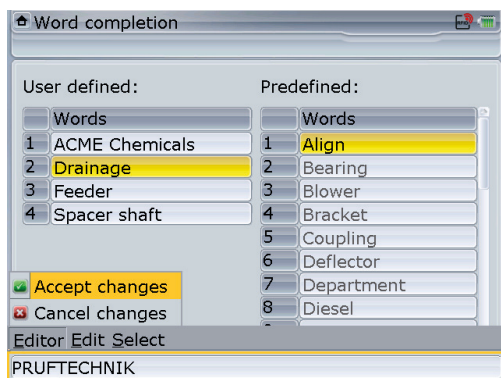 Word completion
User defined:
Words
1 ACME Chemicals
2 Drainage
3 Feeder
4 Spacer shaft
Predefined:
Words
1 Align
2 Bearing
3 Blower
4 Bracket
5 Coupling
6 Deflector
7 Department
8 Diesel
Accept changes
Cancel changes
Editor Edit Select
PRUFTECHNIK